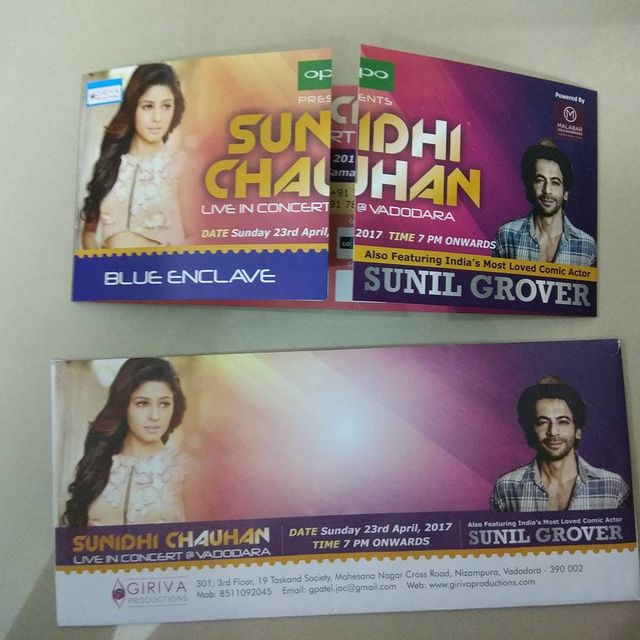 GIRIVA
oppo
PRESENTS
Powered By
MALABAR
SUNIDHI
CHAUHAN
LIVE IN CONCERT @ VADODARA
DATE Sunday 23rd April, 2017 TIME 7 PM ONWARDS
Also Featuring India's Most Loved Comic Actor
SUNIL GROVER
BLUE ENCLAVE
SUNIDHI CHAUHAN
LIVE IN CONCERT @ VADODARA
DATE Sunday 23rd April, 2017
TIME 7 PM ONWARDS
Also Featuring India's Most Loved Comic Actor
SUNIL GROVER
GIRIVA
PRODUCTIONS
301, 3rd Floor, 19 Taskand Society, Mahesana Nagar Cross Road, Nizampura, Vadodara - 390 002
Mob: 8511092045 Email: gpatel.jac@gmail.com Web: www.girivaproductions.com